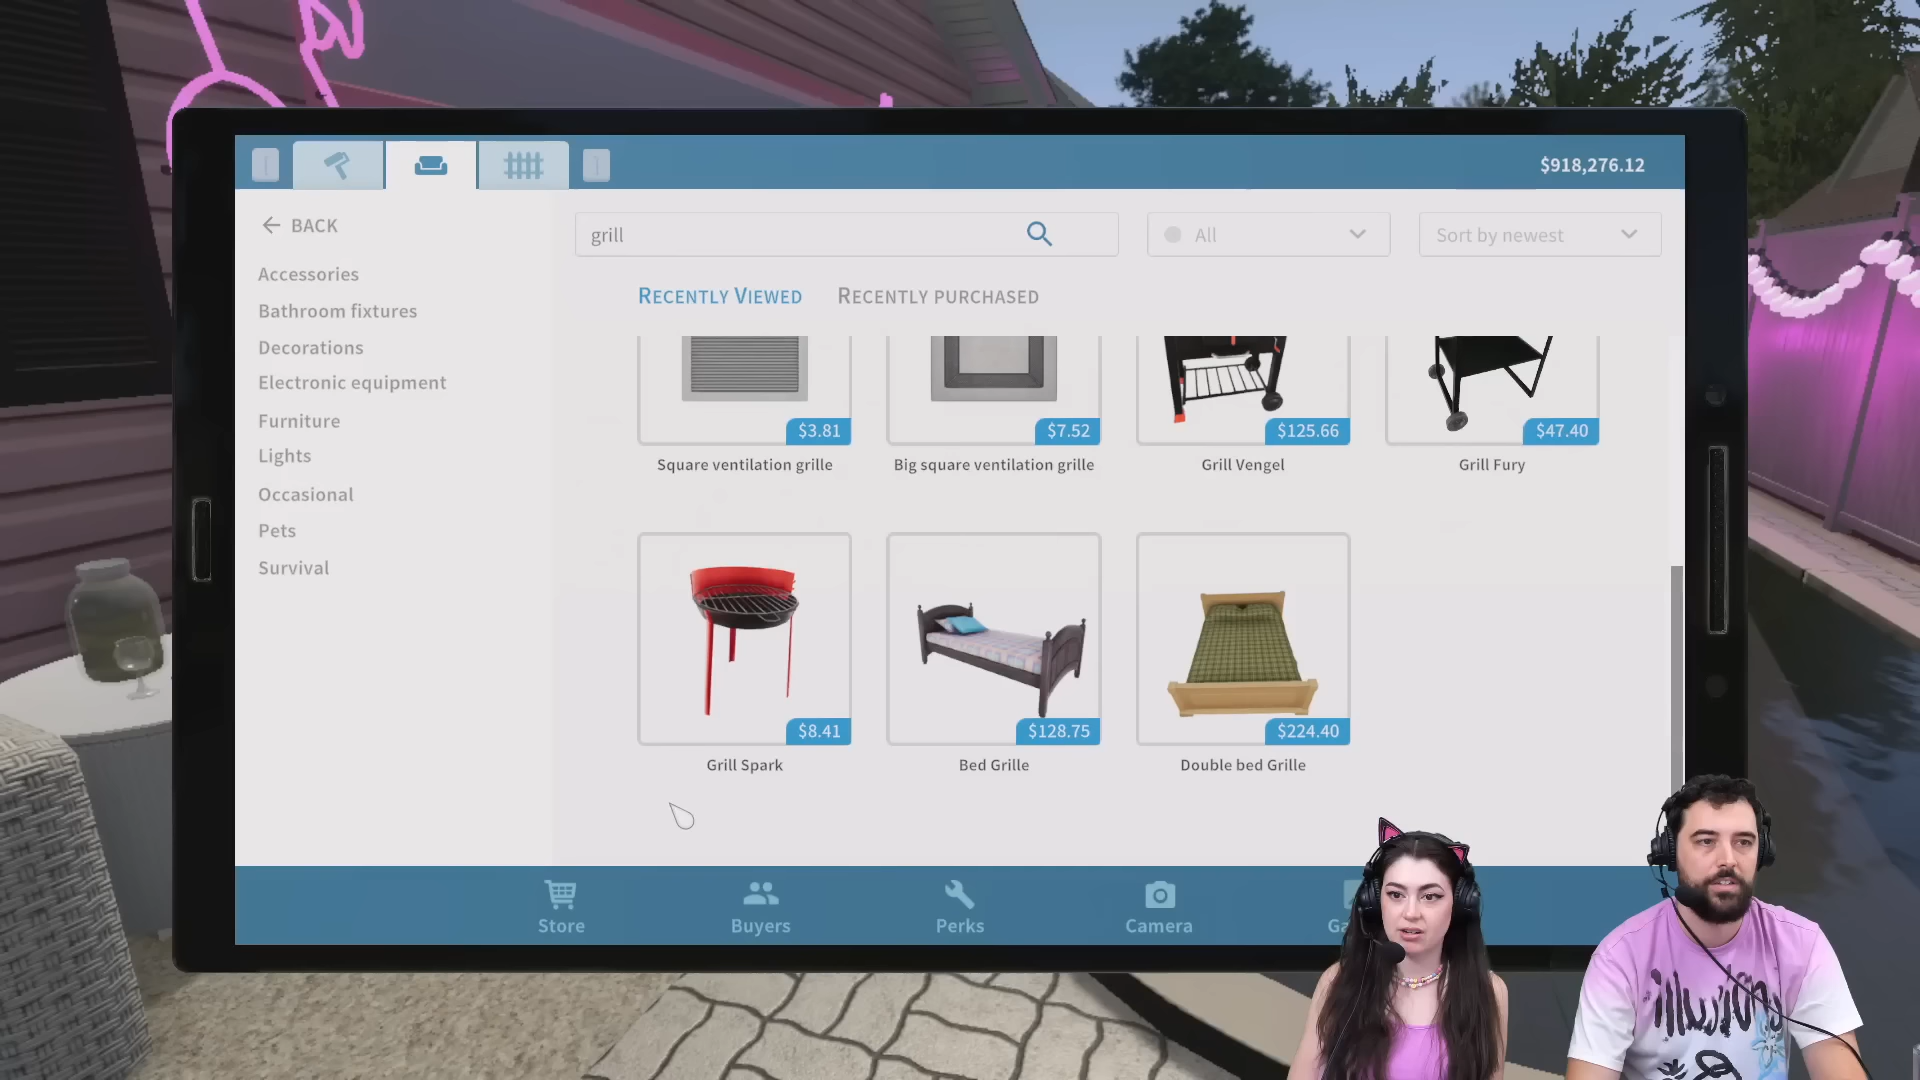 $918,276.12
BACK
grill
All
Sort by newest
Accessories
Bathroom fixtures
Decorations
Electronic equipment
Furniture
Lights
Occasional
Pets
Survival
RECENTLY VIEWED
RECENTLY PURCHASED
$3.81
$7.52
$125.66
$47.40
Square ventilation grille
Big square ventilation grille
Grill Vengel
Grill Fury
$8.41
$128.75
$224.40
Grill Spark
Bed Grille
Double bed Grille
Store
Buyers
Perks
Camera
Ga